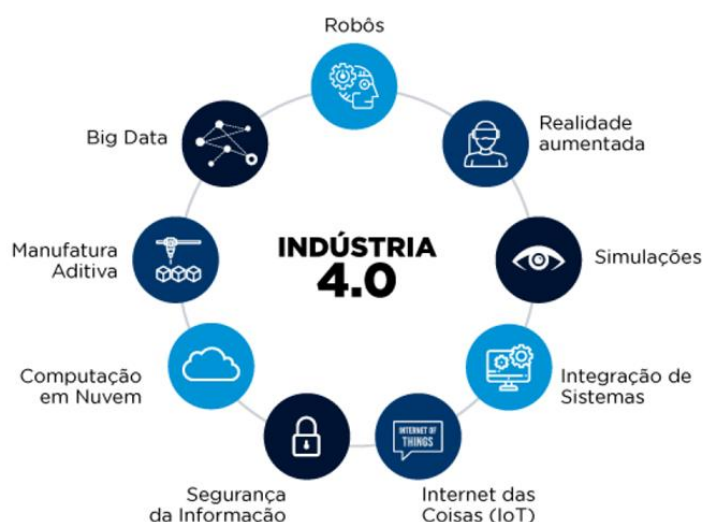 Robôs
Big Data
Realidade
aumentada
Manufatura
Aditiva
INDÚSTRIA
4.0
Simulações
Computação
em Nuvem
Integração de
Sistemas
INTERNET OF
THINGS
Segurança
da Informação
Internet das
Coisas (IoT)